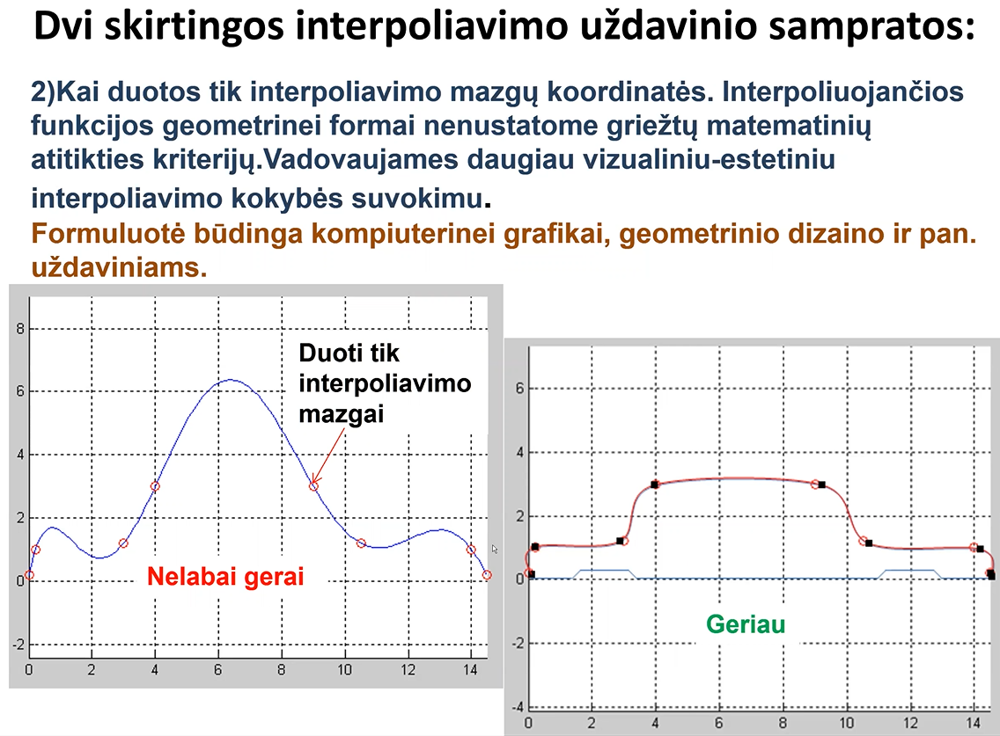 Dvi skirtingos interpoliavimo uždavinio sampratos:
2)Kai duotos tik interpoliavimo mazgų koordinatės. Interpoliuojančios
funkcijos geometrinei formai nenustatome griežtų matematinių
atitikties kriterijų.Vadovaujames daugiau vizualiniu-estetiniu
interpoliavimo kokybės suvokimu.
Formuluotė būdinga kompiuterinei grafikai, geometrinio dizaino ir pan.
uždaviniams.
8
6
4
2
0
-2
0 2 4 6 8 10 12 14
Duoti tik
interpoliavimo
mazgai
Nelabai gerai
6
4
2
0
-2
-4
0 2 4 6 8 10 12 14
Geriau